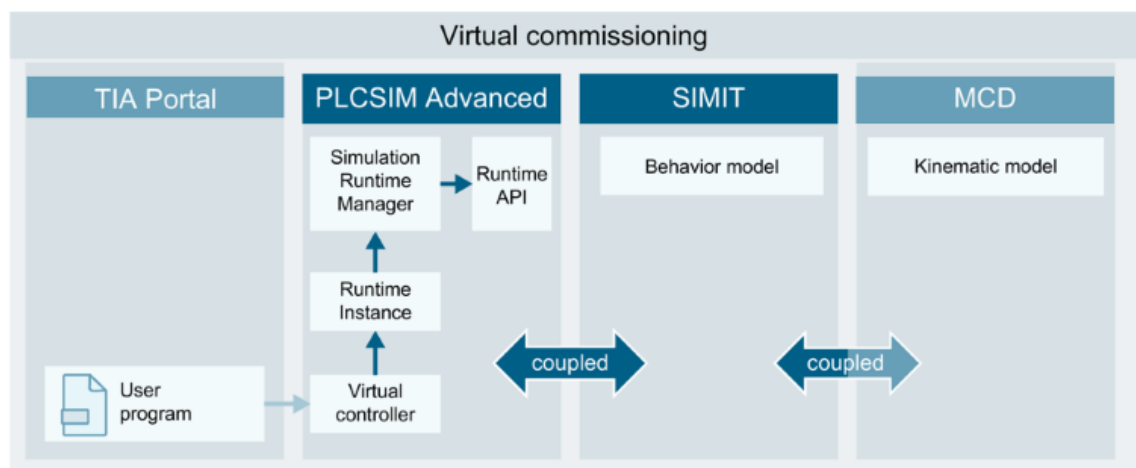 Virtual commissioning
TIA Portal
PLCSIM Advanced
SIMIT
MCD
Simulation
Runtime
Manager
Runtime
API
Behavior model
Kinematic model
Runtime
Instance
coupled
coupled
User
program
Virtual
controller